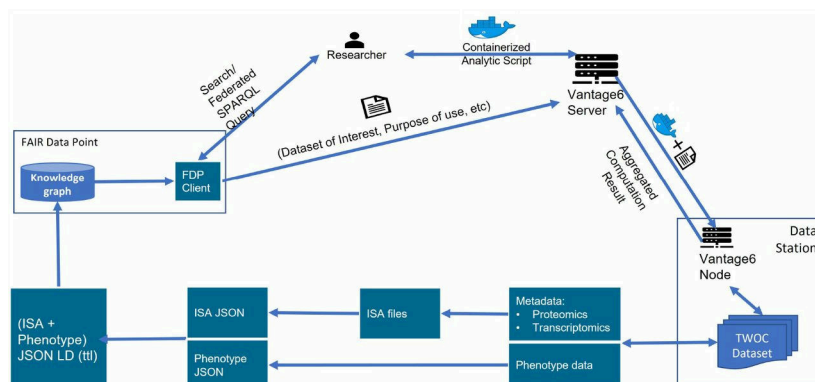 Researcher
Containerized
Analytic Script
Vantage6
Server
Search/
Federated
SPARQL
Query
(Dataset of Interest, Purpose of use, etc)
FAIR Data Point
Knowledge
graph
FDP
Client
+
Aggregated
Computation
Result
Data
Station
Vantage6
Node
TWOC
Dataset
(ISA +
Phenotype)
JSON LD (ttl)
ISA JSON
Phenotype
JSON
ISA files
Metadata:
• Proteomics
• Transcriptomics
Phenotype data